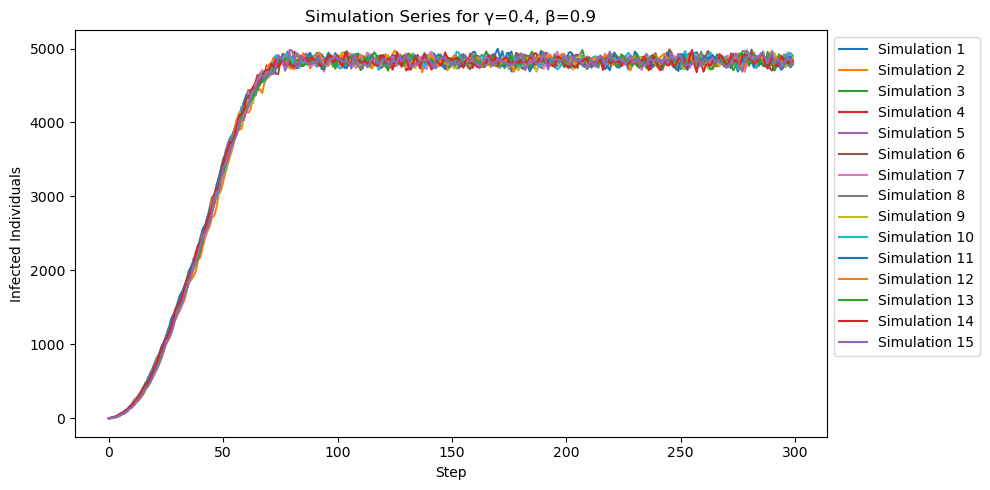 Simulation Series for γ=0.4, β=0.9
Infected Individuals
5000
4000
3000
2000
1000
0
0 50 100 150 200 250 300
Step
Simulation 1
Simulation 2
Simulation 3
Simulation 4
Simulation 5
Simulation 6
Simulation 7
Simulation 8
Simulation 9
Simulation 10
Simulation 11
Simulation 12
Simulation 13
Simulation 14
Simulation 15